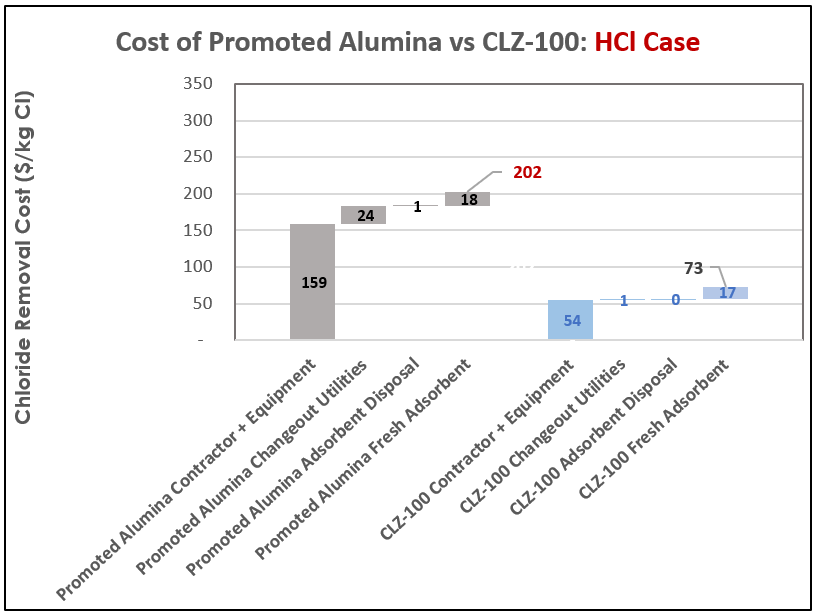 Cost of Promoted Alumina vs CLZ-100: HCl Case
Chloride Removal Cost ($/kg Cl)
350
300
250
200
150
100
50
-
159
24
1
18
202
54
1
0
17
73
Promoted Alumina Contractor + Equipment
Promoted Alumina Changeout Utilities
Promoted Alumina Adsorbent Disposal
Promoted Alumina Fresh Adsorbent
CLZ-100 Contractor + Equipment
CLZ-100 Changeout Utilities
CLZ-100 Adsorbent Disposal
CLZ-100 Fresh Adsorbent